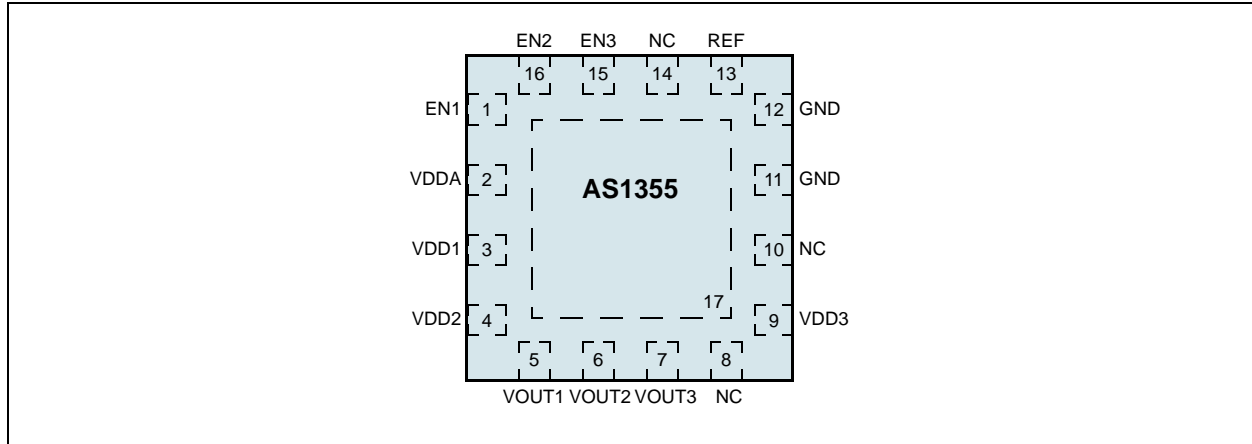 EN2 EN3 NC REF
16 15 14 13
EN1 1 12 GND
VDDA 2 AS1355 11 GND
VDD1 3 10 NC
17
VDD2 4 9 VDD3
5 6 7 8
VOUT1 VOUT2 VOUT3 NC